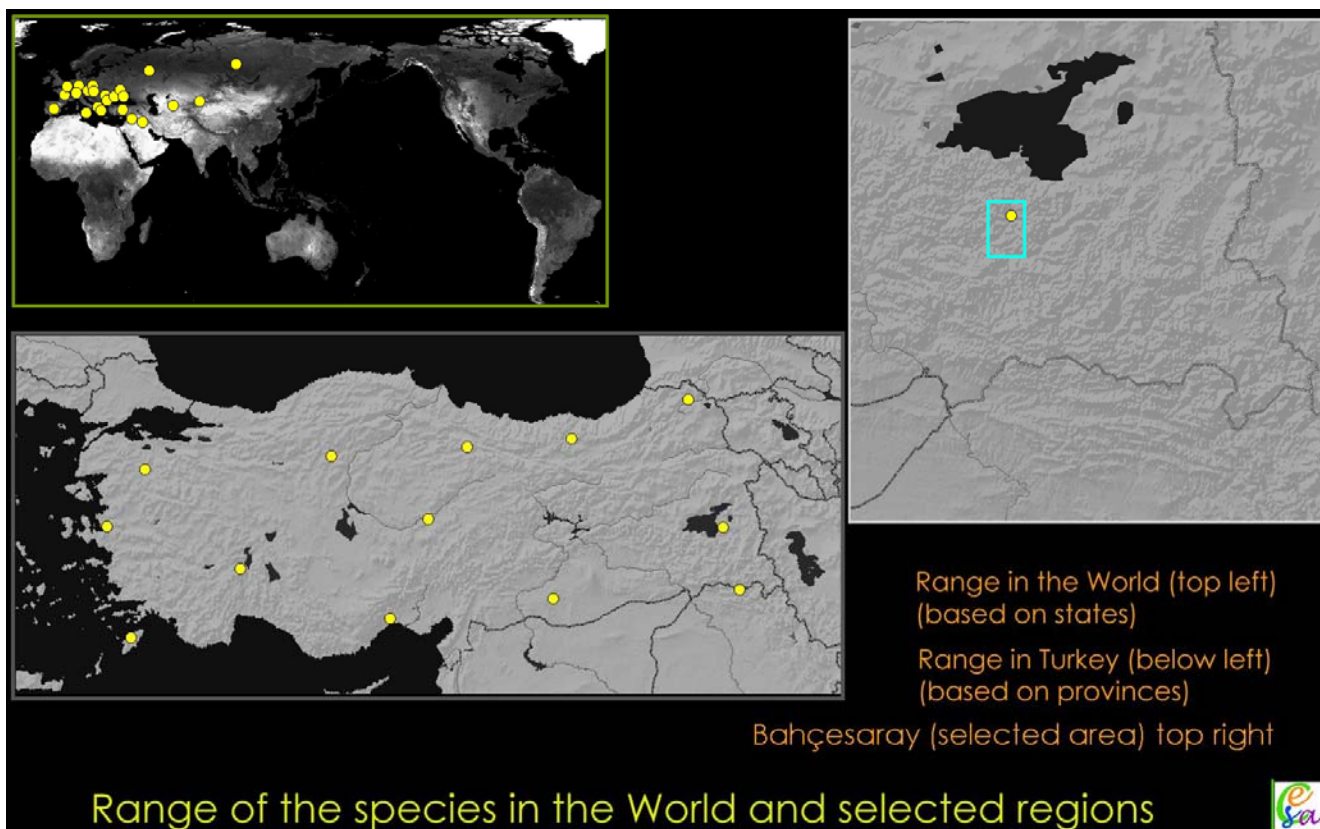 Range in the World (top left)
(based on states)
Range in Turkey (below left)
(based on provinces)
Bahçesaray (selected area) top right
Range of the species in the World and selected regions
esa